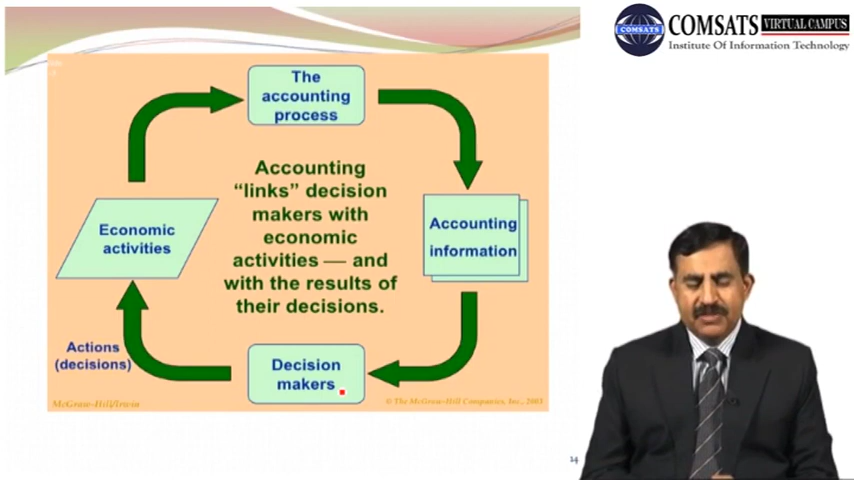 COMSATS VIRTUAL CAMPUS
Institute Of Information Technology
COMSATS
The
accounting
process
Accounting
“links” decision
makers with
economic
activities — and
with the results of
their decisions.
Economic
activities
Accounting
information
Actions
(decisions)
Decision
makers
McGraw-Hill/Irwin
© The McGraw-Hill Companies, Inc., 2003
14